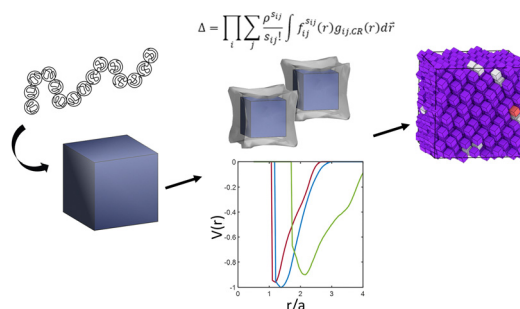 Δ = ∏_i ∑_j ρ^{s_ij}/s_ij! ∫ f_ij^{s_ij}(r) g_{ij,CR}(r) dr⃗
V(r)
0
-0.2
-0.4
-0.6
-0.8
-1
0 1 2 3 4
r/a